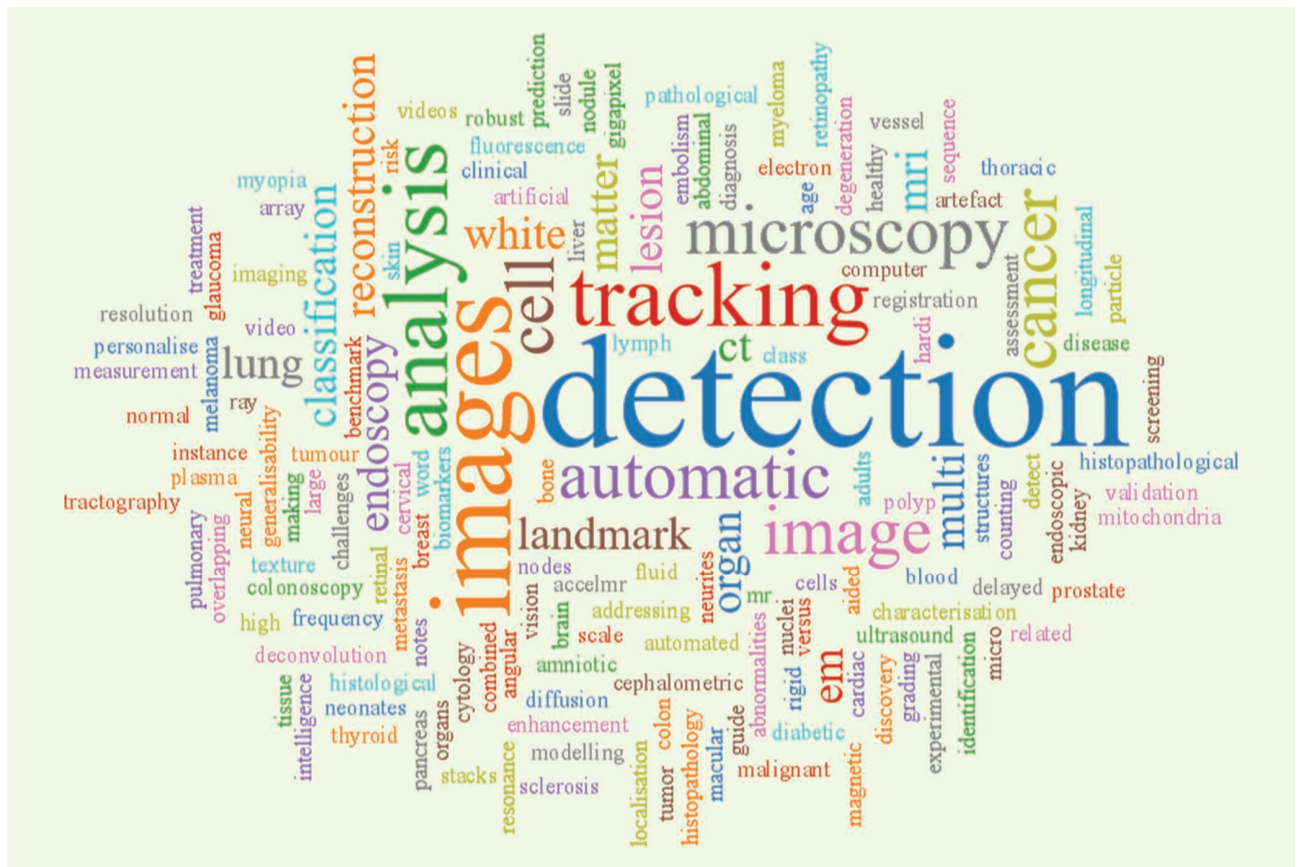 reconstruction
videos
robust
prediction
slide
nodule
gigapixel
pathological
myeloma
retinopathy
vessel
sequence
risk
analysis
fluorescence
clinical
artificial
matter
lesion
embolism
abdominal
diagnosis
electron
age
degeneration
healthy
mri
artefact
thoracic
myopia
array
classification
skin
white
liver
microscopy
cancer
longitudinal
particle
treatment
glaucoma
imaging
cell
tracking
computer
registration
assessment
resolution
video
personalise
measurement
melanoma
lung
benchmark
endoscopy
images
lymph
ct
class
hardi
disease
detection
screening
normal
ray
instance
plasma
tractography
neural
generalisability
tumour
making
large
challenges
cervical
word
breast
biomarkers
bone
automatic
adults
polyp
multi
structures
counting
detect
endoscopic
kidney
histopathological
validation
mitochondria
pulmonary
overlapping
texture
colonoscopy
retinal
metastasis
landmark
organ
image
high
frequency
notes
nodes
accelmr
fluid
neurites
mr
cells
aided
blood
delayed
prostate
vision
brain
addressing
scale
automated
nuclei
versus
characterisation
ultrasound
related
micro
deconvolution
cytology
combined
angular
amniotic
cephalometric
abnormalities
rigid
em
cardiac
discovery
grading
experimental
identification
tissue
intelligence
histological
neonates
thyroid
pancreas
organs
diffusion
enhancement
modelling
colon
guide
diabetic
stacks
resonance
sclerosis
localisation
tumor
histopathology
macular
malignant
magnetic